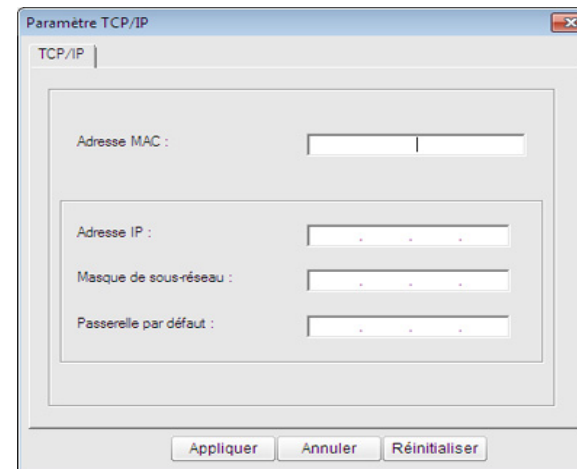 Paramètre TCP/IP
TCP/IP
Adresse MAC :
Adresse IP :
. . .
Masque de sous-réseau :
. . .
Passerelle par défaut :
. . .
Appliquer Annuler Réinitialiser